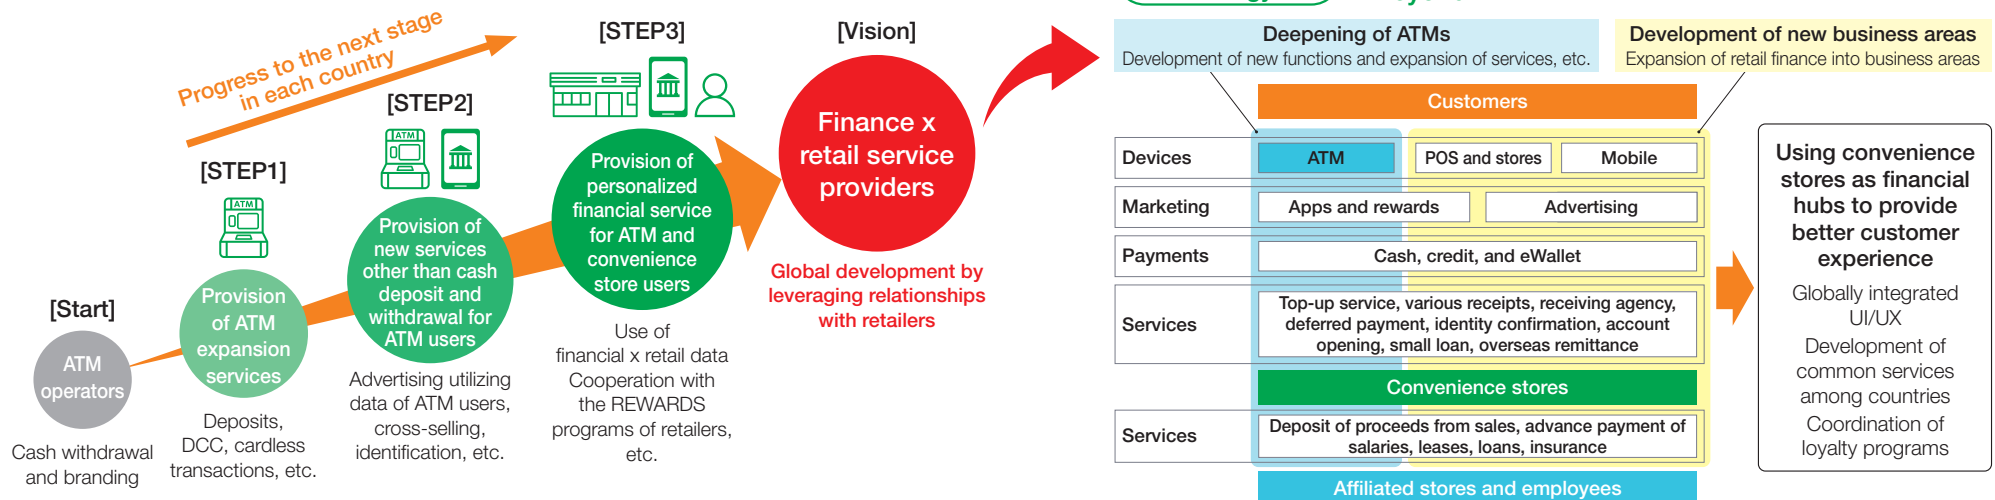 Progress to the next stage
in each country
[Start]
ATM
operators
Cash withdrawal
and branding
[STEP1]
ATM
Provision
of ATM
expansion
services
Deposits,
DCC, cardless
transactions, etc.
[STEP2]
ATM
Provision of
new services
other than cash
deposit and
withdrawal for
ATM users
Advertising utilizing
data of ATM users,
cross-selling,
identification, etc.
[STEP3]
Provision of
personalized
financial service
for ATM and
convenience
store users
Use of
financial x retail data
Cooperation with
the REWARDS
programs of retailers,
etc.
[Vision]
Finance x
retail service
providers
Global development by
leveraging relationships
with retailers
Deepening of ATMs
Development of new functions and expansion of services, etc.
Development of new business areas
Expansion of retail finance into business areas
Customers
Devices
ATM
POS and stores
Mobile
Marketing
Apps and rewards
Advertising
Payments
Cash, credit, and eWallet
Services
Top-up service, various receipts, receiving agency,
deferred payment, identity confirmation, account
opening, small loan, overseas remittance
Convenience stores
Services
Deposit of proceeds from sales, advance payment of
salaries, leases, loans, insurance
Affiliated stores and employees
Using convenience
stores as financial
hubs to provide
better customer
experience
Globally integrated
UI/UX
Development of
common services
among countries
Coordination of
loyalty programs